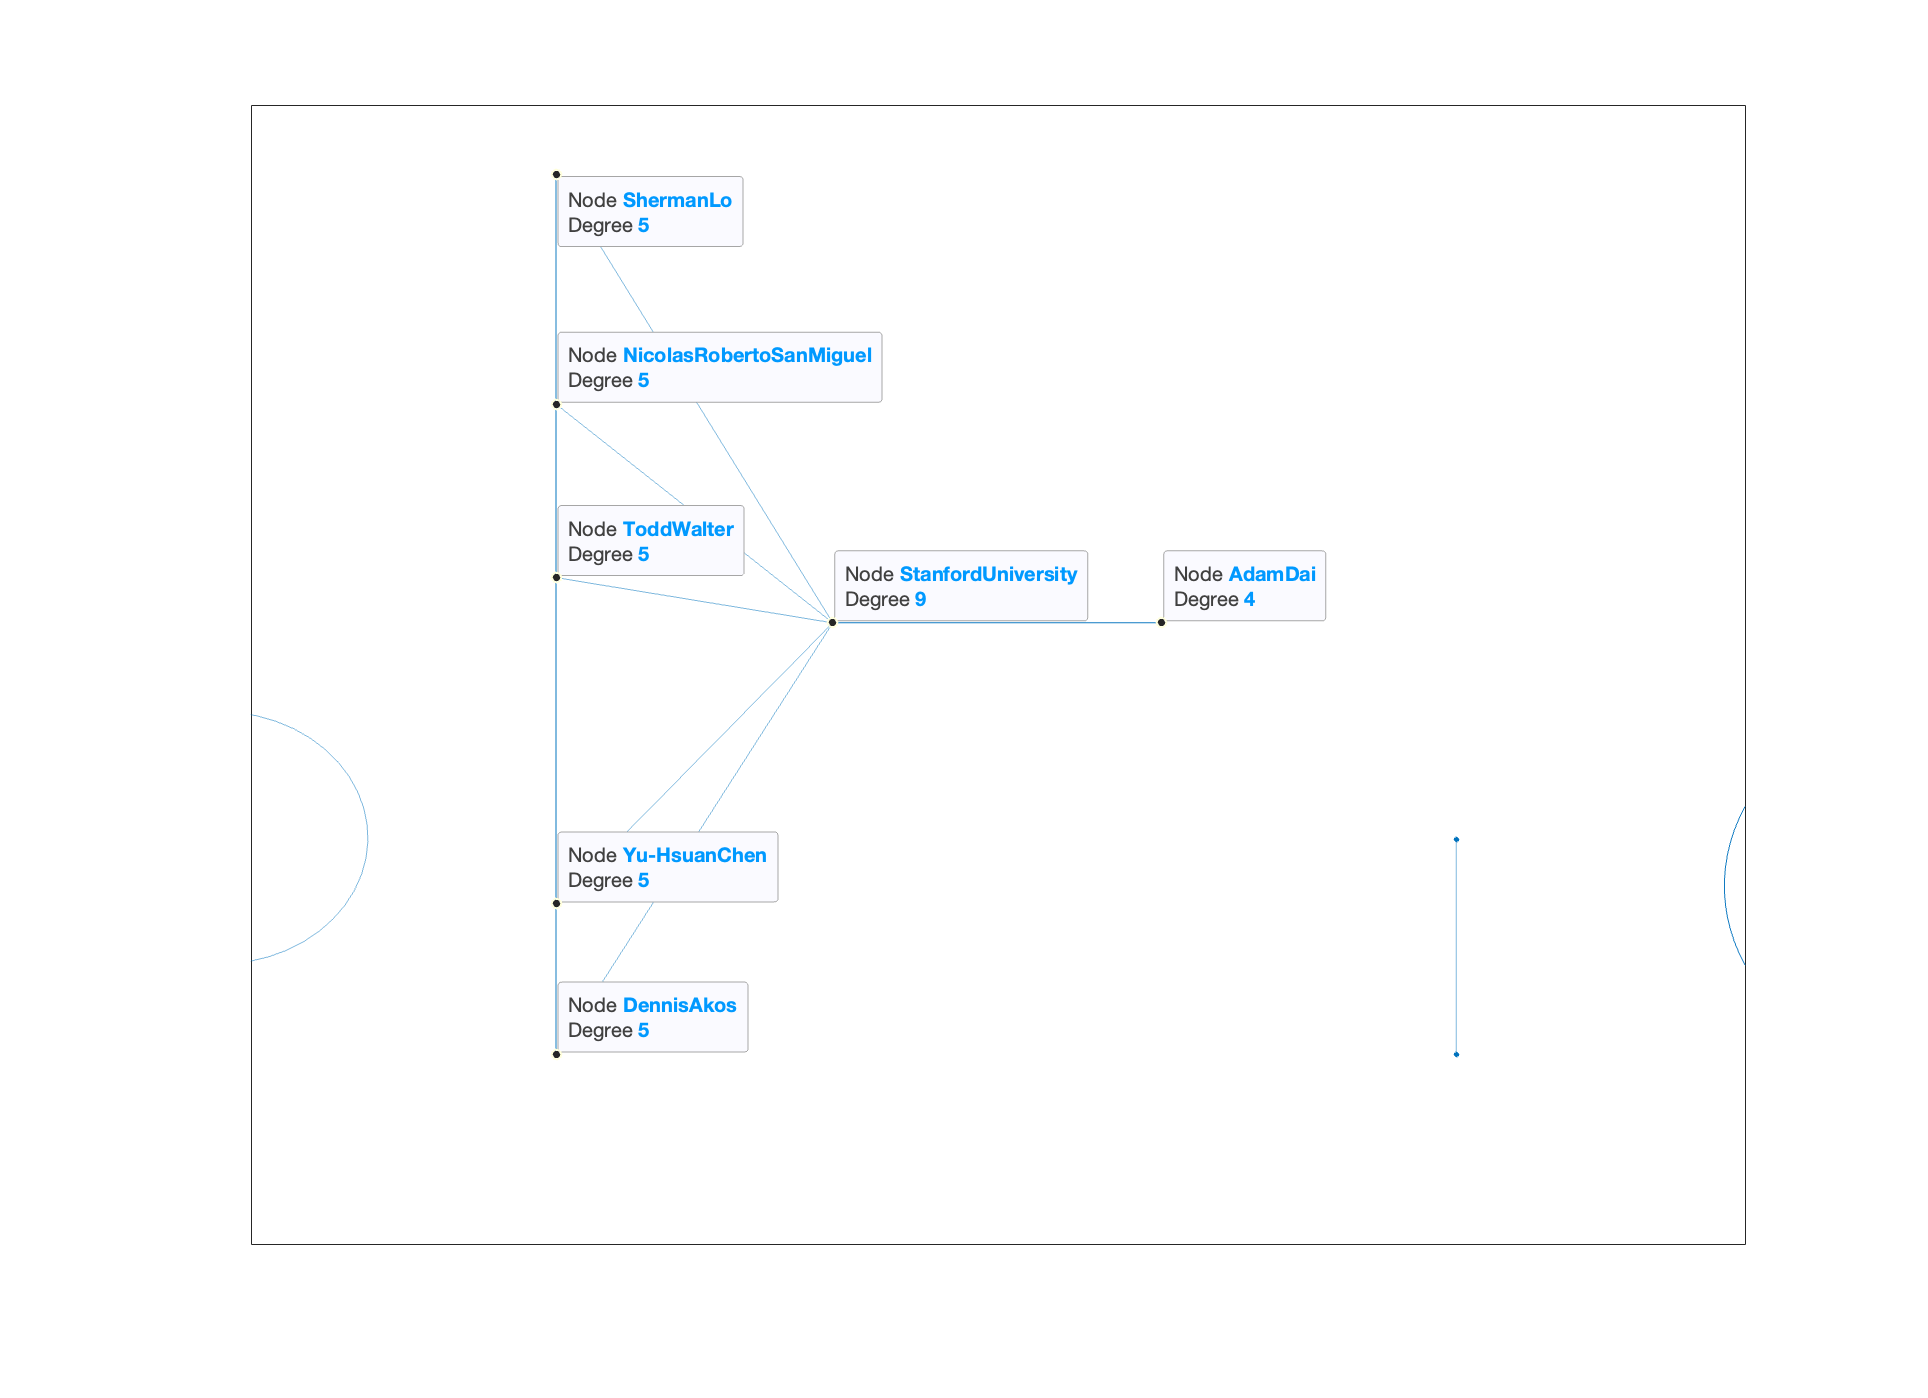 Node ShermanLo
Degree 5
Node NicolasRobertoSanMiguel
Degree 5
Node ToddWalter
Degree 5
Node StanfordUniversity
Degree 9
Node AdamDai
Degree 4
Node Yu-HsuanChen
Degree 5
Node DennisAkos
Degree 5